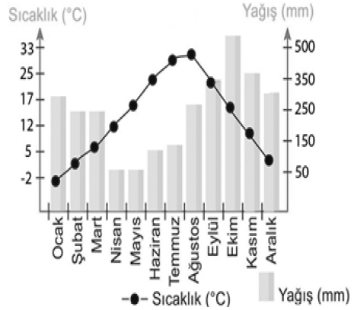 Sıcaklık (°C)
Yağış (mm)
33
25
17
12
5
-2
500
350
250
150
50
Ocak
Şubat
Mart
Nisan
Mayıs
Haziran
Temmuz
Ağustos
Eylül
Ekim
Kasım
Aralık
Sıcaklık (°C)
Yağış (mm)